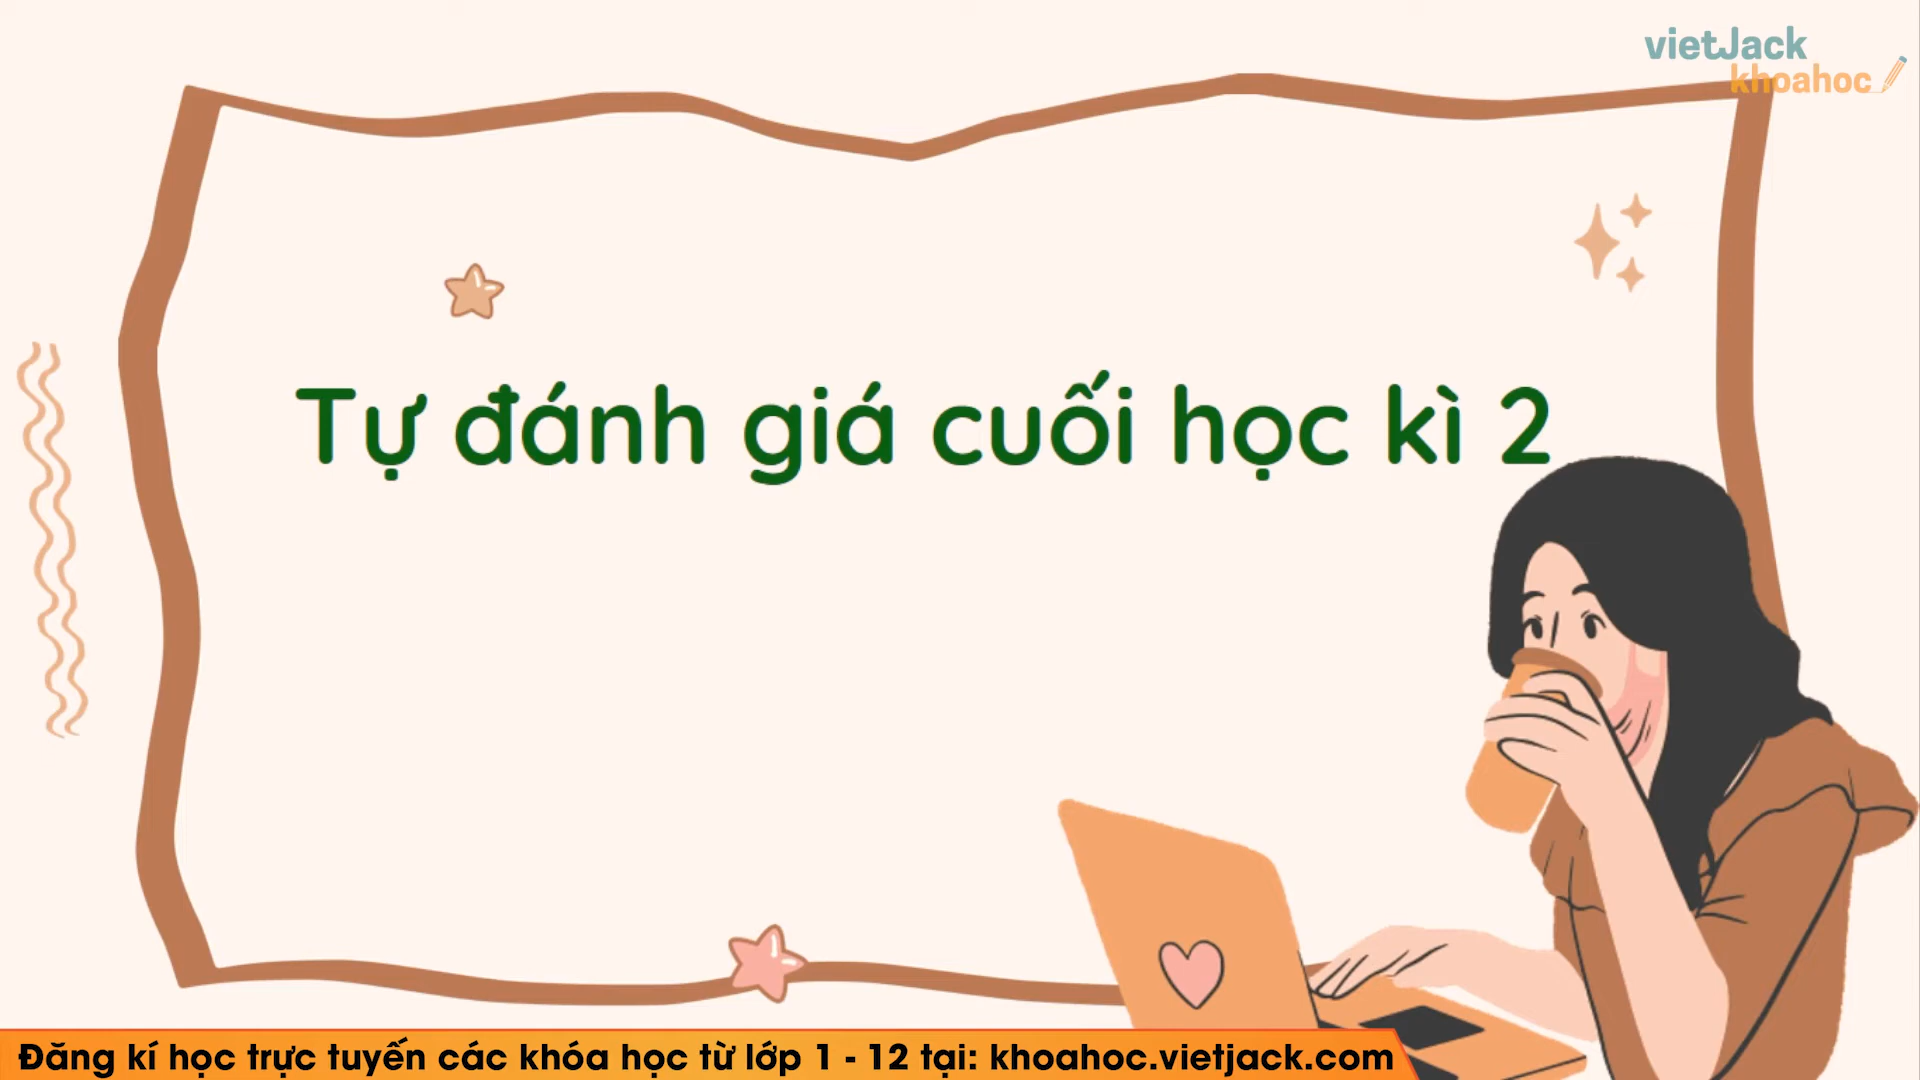 vietJack
khoahoc
Tự đánh giá cuối học kì 2
Đăng kí học trực tuyến các khóa học từ lớp 1 - 12 tại: khoahoc.vietjack.com